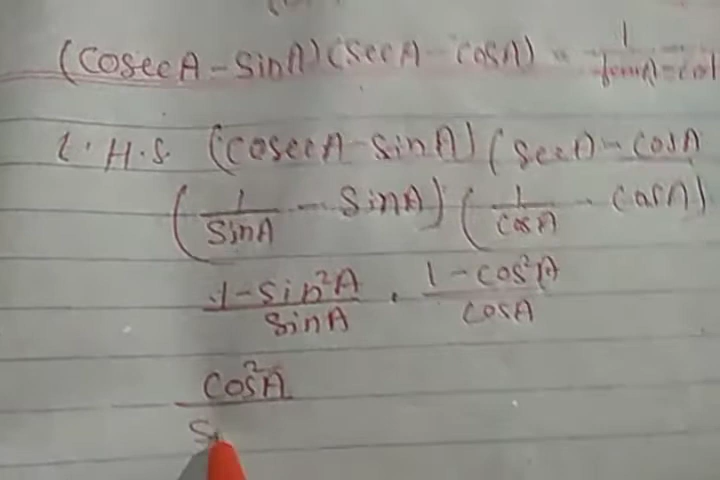 (cosecA - sinA) (secA - cosA) = 1/tanA
L.H.S. (cosecA - sinA) (secA - cosA
(1/sinA - sinA) (1/cosA - cosA)
1 - sin²A/sinA . 1 - cos²A/cosA
cos²A/S